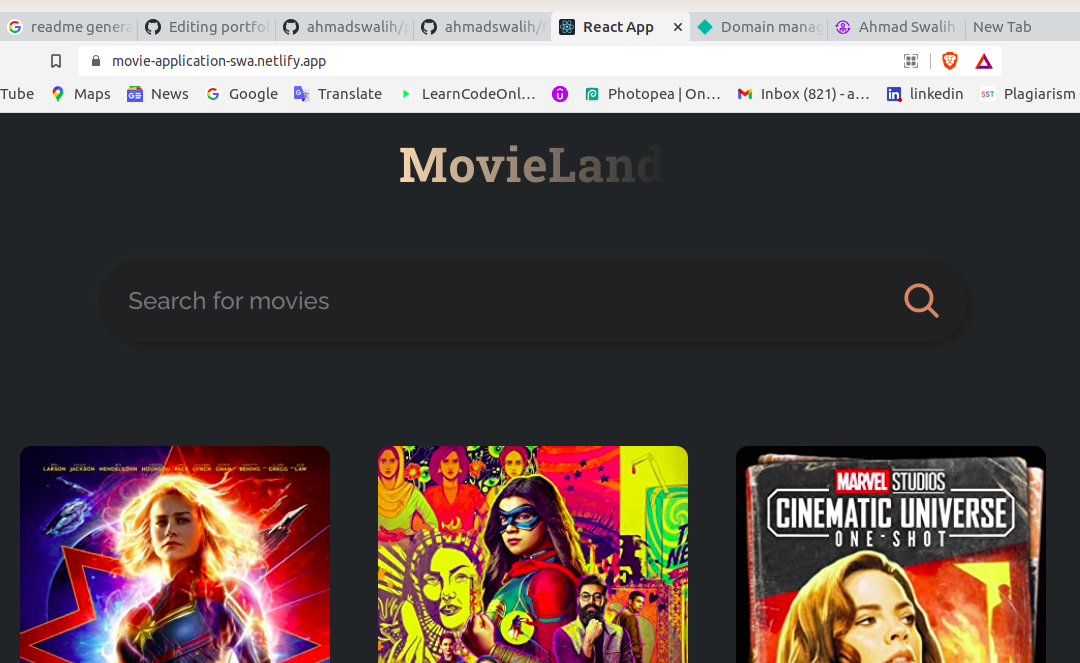 readme genera Editing portfol ahmadswalih/p ahmadswalih/ React App Domain manag Ahmad Swalih New Tab
movie-application-swa.netlify.app
Tube Maps News Google Translate LearnCodeOnl... Photopea | On... Inbox (821) - a... linkedin SST Plagiarism
MovieLand
Search for movies
LARSON JACKSON MENDELSOHN HOUNSOU PACE LYNCH CHAN BENING GREGG LAW
MARVEL STUDIOS
CINEMATIC UNIVERSE
ONE-SHOT